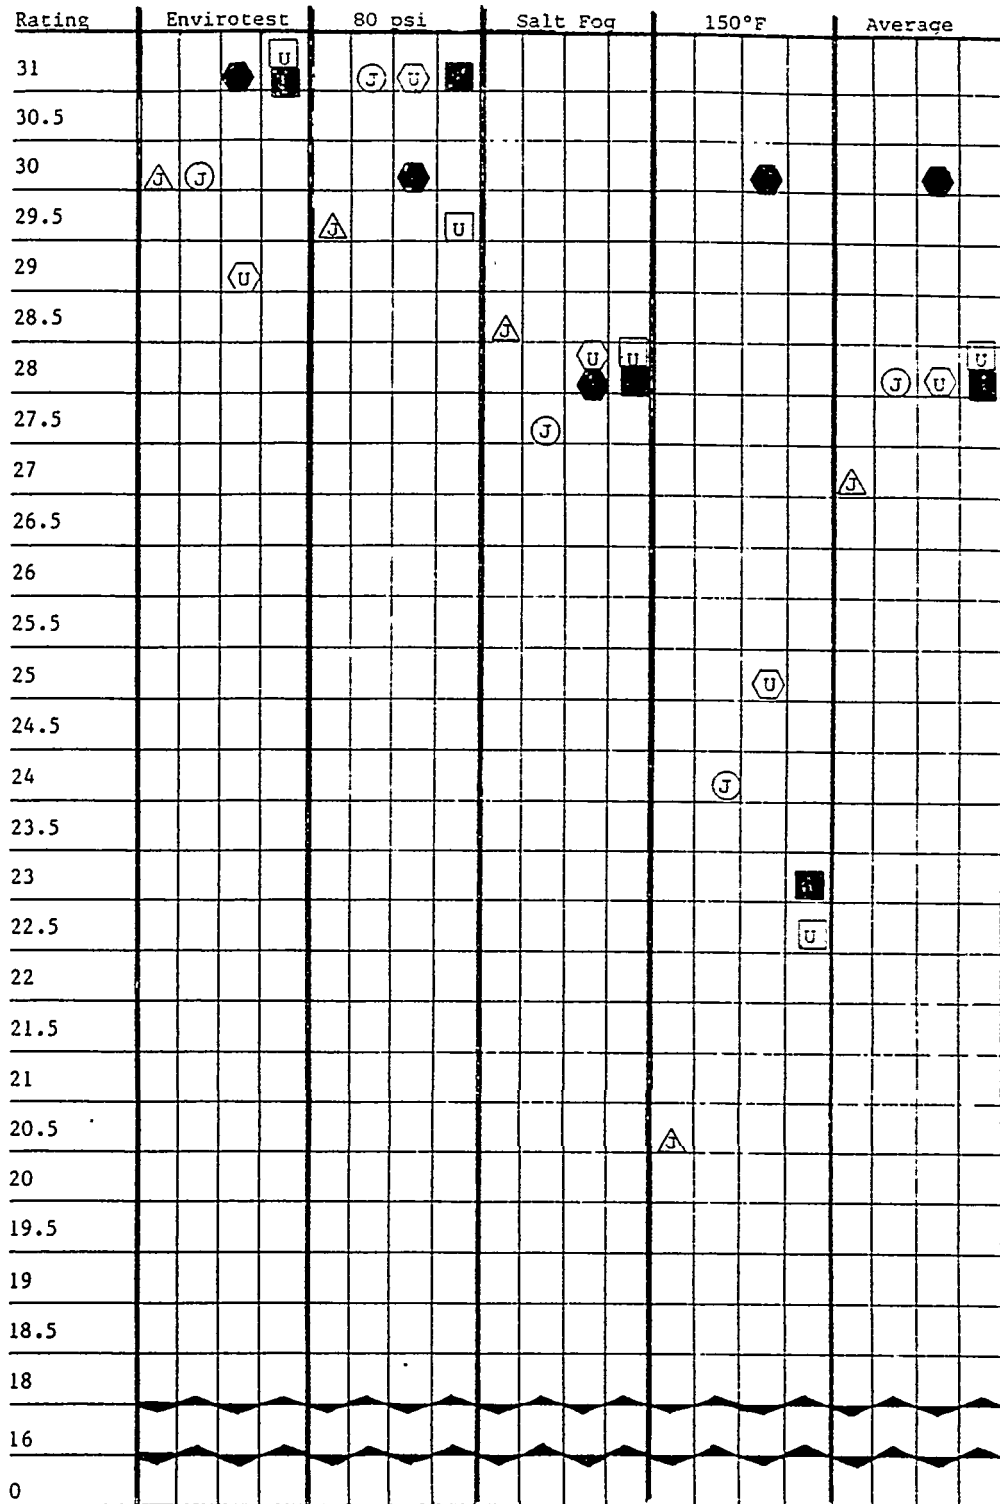 Rating Envirotest 80 psi Salt Fog 150°F Average
U
31 J U
30.5
30 J J
29.5 J U
29 U
28.5 J
U U U
28 J U
27.5 J
27 J
26.5
26
25.5
25 U
24.5
24 J
23.5
23
22.5 U
22
21.5
21
20.5 J
20
19.5
19
18.5
18
16
0